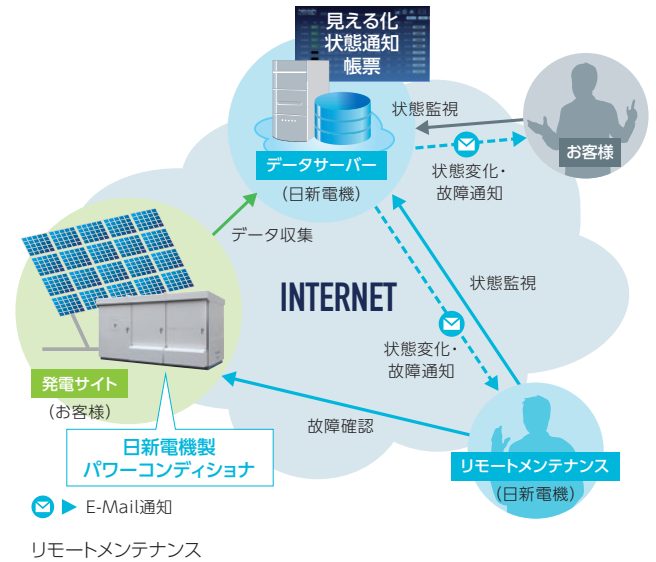 見える化
状態通知
帳票
状態監視
お客様
データサーバー
(日新電機)
状態変化・
故障通知
データ収集
INTERNET
状態監視
状態変化・
故障通知
発電サイト
(お客様)
故障確認
日新電機製
パワーコンディショナ
リモートメンテナンス
(日新電機)
E-Mail通知
リモートメンテナンス